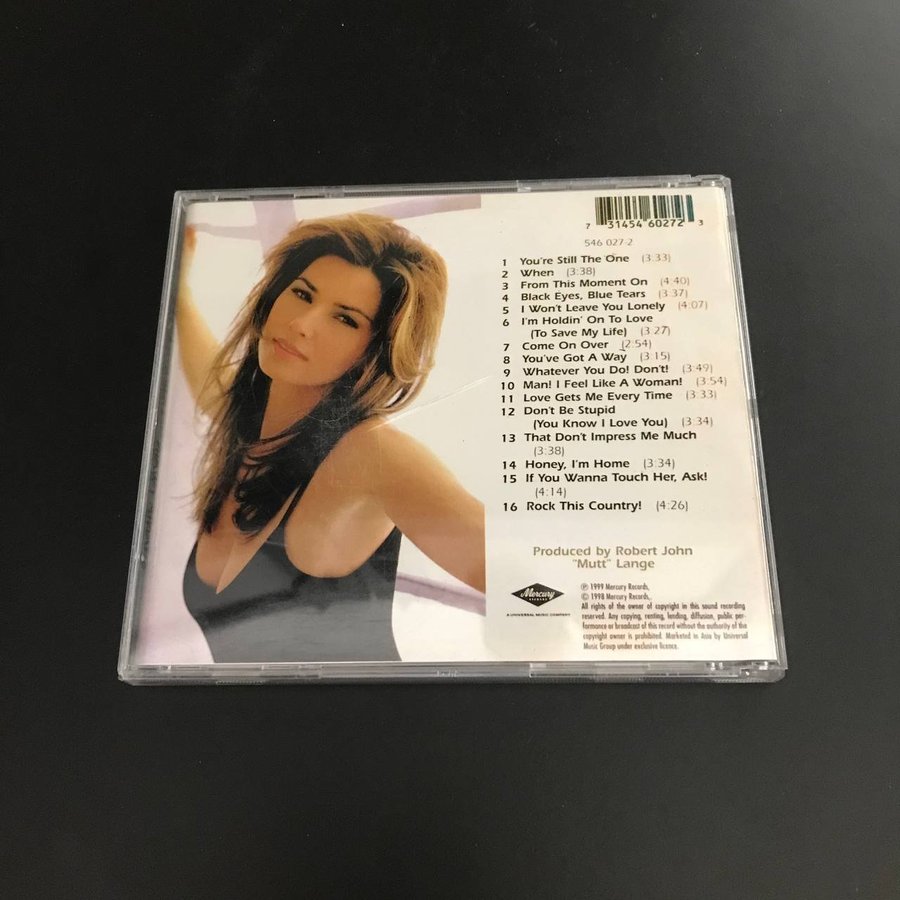 7 31454 60272 3
546 027-2
1 You're Still The One (3:33)
2 When (3:38)
3 From This Moment On (4:40)
4 Black Eyes, Blue Tears (3:37)
5 I Won't Leave You Lonely (4:07)
6 I'm Holdin' On To Love
(To Save My Life) (3:27)
7 Come On Over (2:54)
8 You've Got A Way (3:15)
9 Whatever You Do! Don't! (3:49)
10 Man! I Feel Like A Woman! (3:54)
11 Love Gets Me Every Time (3:33)
12 Don't Be Stupid
(You Know I Love You) (3:34)
13 That Don't Impress Me Much
(3:38)
14 Honey, I'm Home (3:34)
15 If You Wanna Touch Her, Ask!
(4:14)
16 Rock This Country! (4:26)
Produced by Robert John
"Mutt" Lange
Mercury
RECORDS
A UNIVERSAL MUSIC COMPANY
℗ 1999 Mercury Records,
© 1998 Mercury Records,
All rights of the owner of copyright in this sound recording
reserved. Any copying, renting, lending, diffusion, public per-
formance or broadcast of this record without the authority of the
copyright owner is prohibited. Marketed in Asia by Universal
Music Group under exclusive licence.